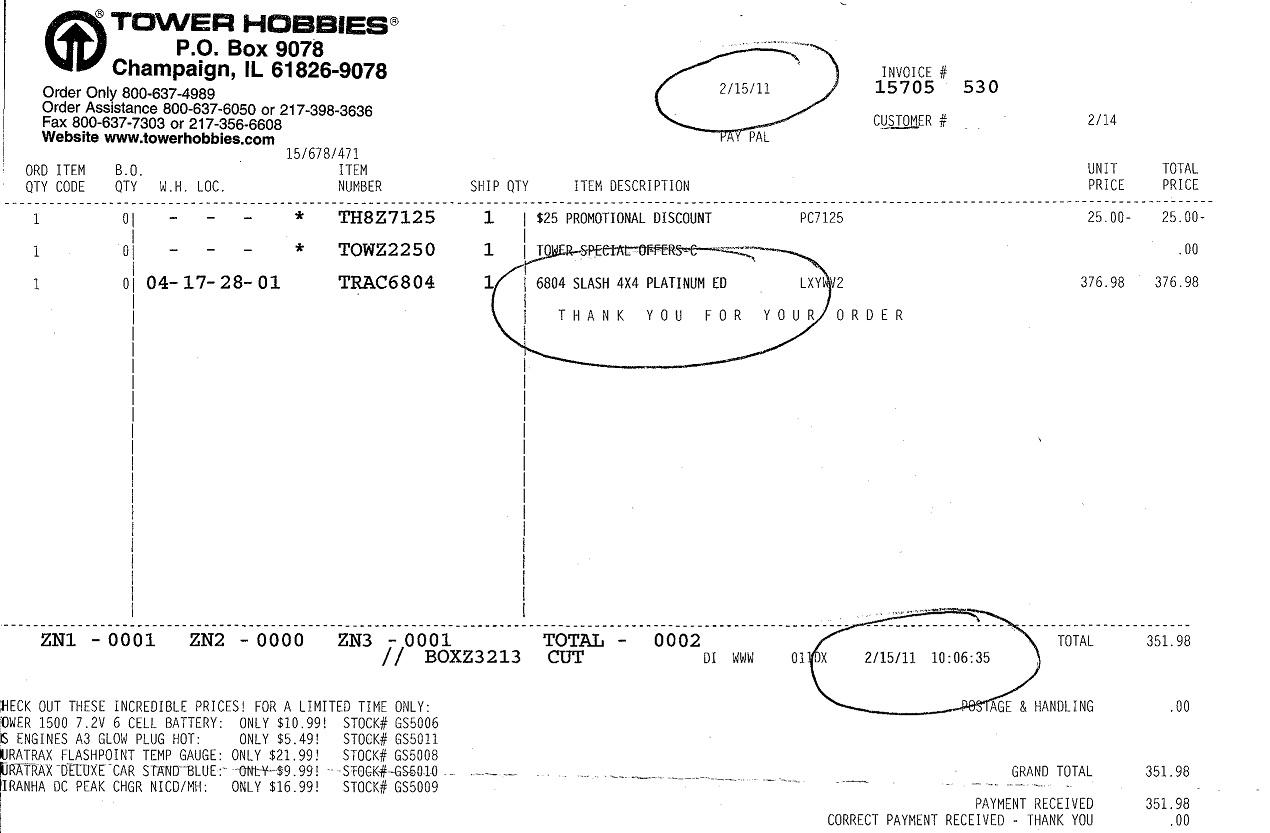 ® TOWER HOBBIES®
P.O. Box 9078
Champaign, IL 61826-9078
Order Only 800-637-4989
Order Assistance 800-637-6050 or 217-398-3636
Fax 800-637-7303 or 217-356-6608
Website www.towerhobbies.com
2/15/11
PAY PAL
INVOICE #
15705 530
CUSTOMER # 2/14
15/678/471
ORD ITEM B.O. ITEM UNIT TOTAL
QTY CODE QTY W.H. LOC. NUMBER SHIP QTY ITEM DESCRIPTION PRICE PRICE
1 0 - - - * TH8Z7125 1 $25 PROMOTIONAL DISCOUNT PC7125 25.00- 25.00-
1 0 - - - * TOWZ2250 1 TOWER SPECIAL OFFERS-C .00
1 0 04-17-28-01 TRAC6804 1 6804 SLASH 4X4 PLATINUM ED LXYWV2 376.98 376.98
THANK YOU FOR YOUR ORDER
ZN1 -0001 ZN2 -0000 ZN3 -0001 TOTAL - 0002 TOTAL 351.98
// BOXZ3213 CUT DI WWW 2/15/11 10:06:35
HECK OUT THESE INCREDIBLE PRICES! FOR A LIMITED TIME ONLY: POSTAGE & HANDLING .00
OWER 1500 7.2V 6 CELL BATTERY: ONLY $10.99! STOCK# GS5006
S ENGINES A3 GLOW PLUG HOT: ONLY $5.49! STOCK# GS5011
URATRAX FLASHPOINT TEMP GAUGE: ONLY $21.99! STOCK# GS5008
URATRAX DELUXE CAR STAND BLUE: ONLY $9.99! STOCK# GS5010 GRAND TOTAL 351.98
IRANHA DC PEAK CHGR NICD/MH: ONLY $16.99! STOCK# GS5009
PAYMENT RECEIVED 351.98
CORRECT PAYMENT RECEIVED - THANK YOU .00